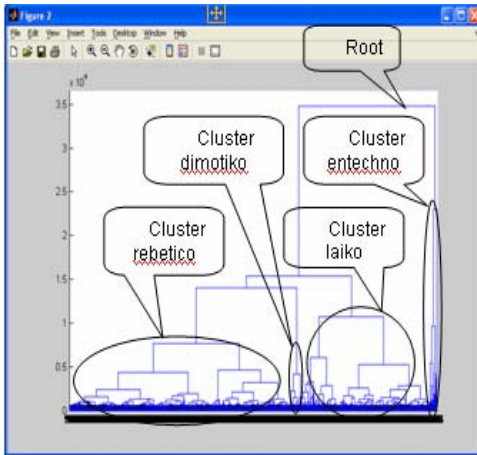 Figure 2
File Edit View Insert Tools Desktop Window Help
Root
x 10⁴
3.5
3
2.5
2
1.5
1
0.5
0
Cluster
dimotiko
Cluster
entechno
Cluster
rebetico
Cluster
laiko